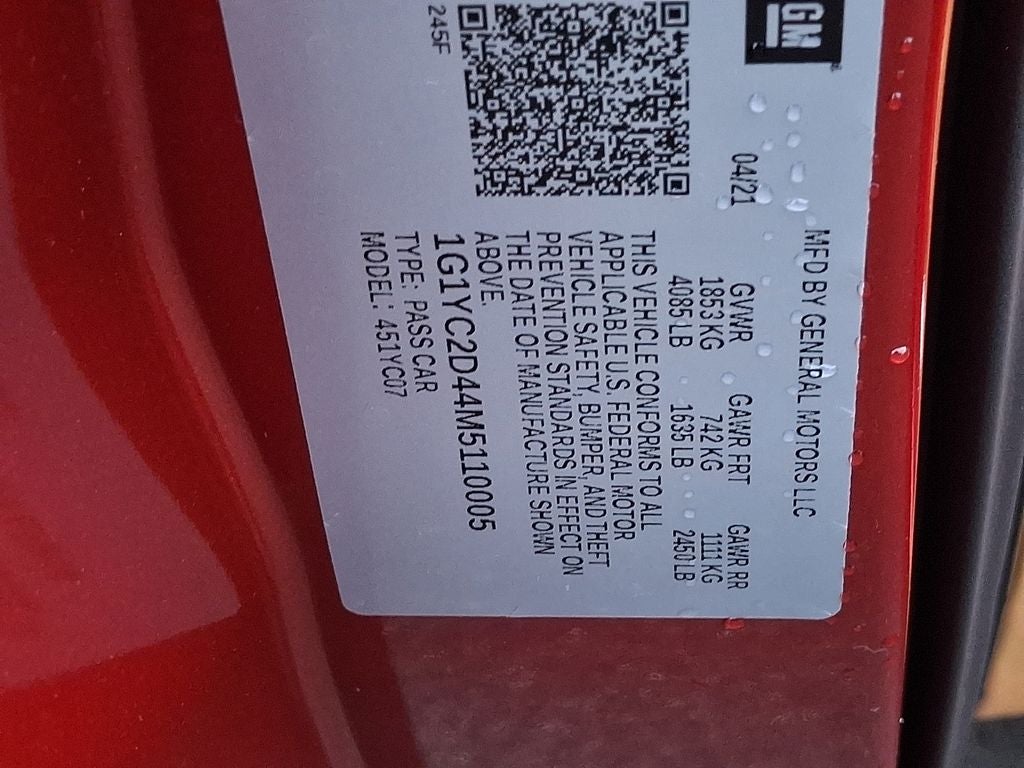 GM
MFD BY GENERAL MOTORS LLC
04/21
GVWR GAWR FRT GAWR RR
1853 KG 742 KG 1111 KG
4085 LB 1635 LB 2450 LB
THIS VEHICLE CONFORMS TO ALL
APPLICABLE U.S. FEDERAL MOTOR
VEHICLE SAFETY, BUMPER, AND THEFT
PREVENTION STANDARDS IN EFFECT ON
THE DATE OF MANUFACTURE SHOWN
ABOVE.
1G1YC2D44M5110005
TYPE: PASS CAR
MODEL: 451YC07
245F